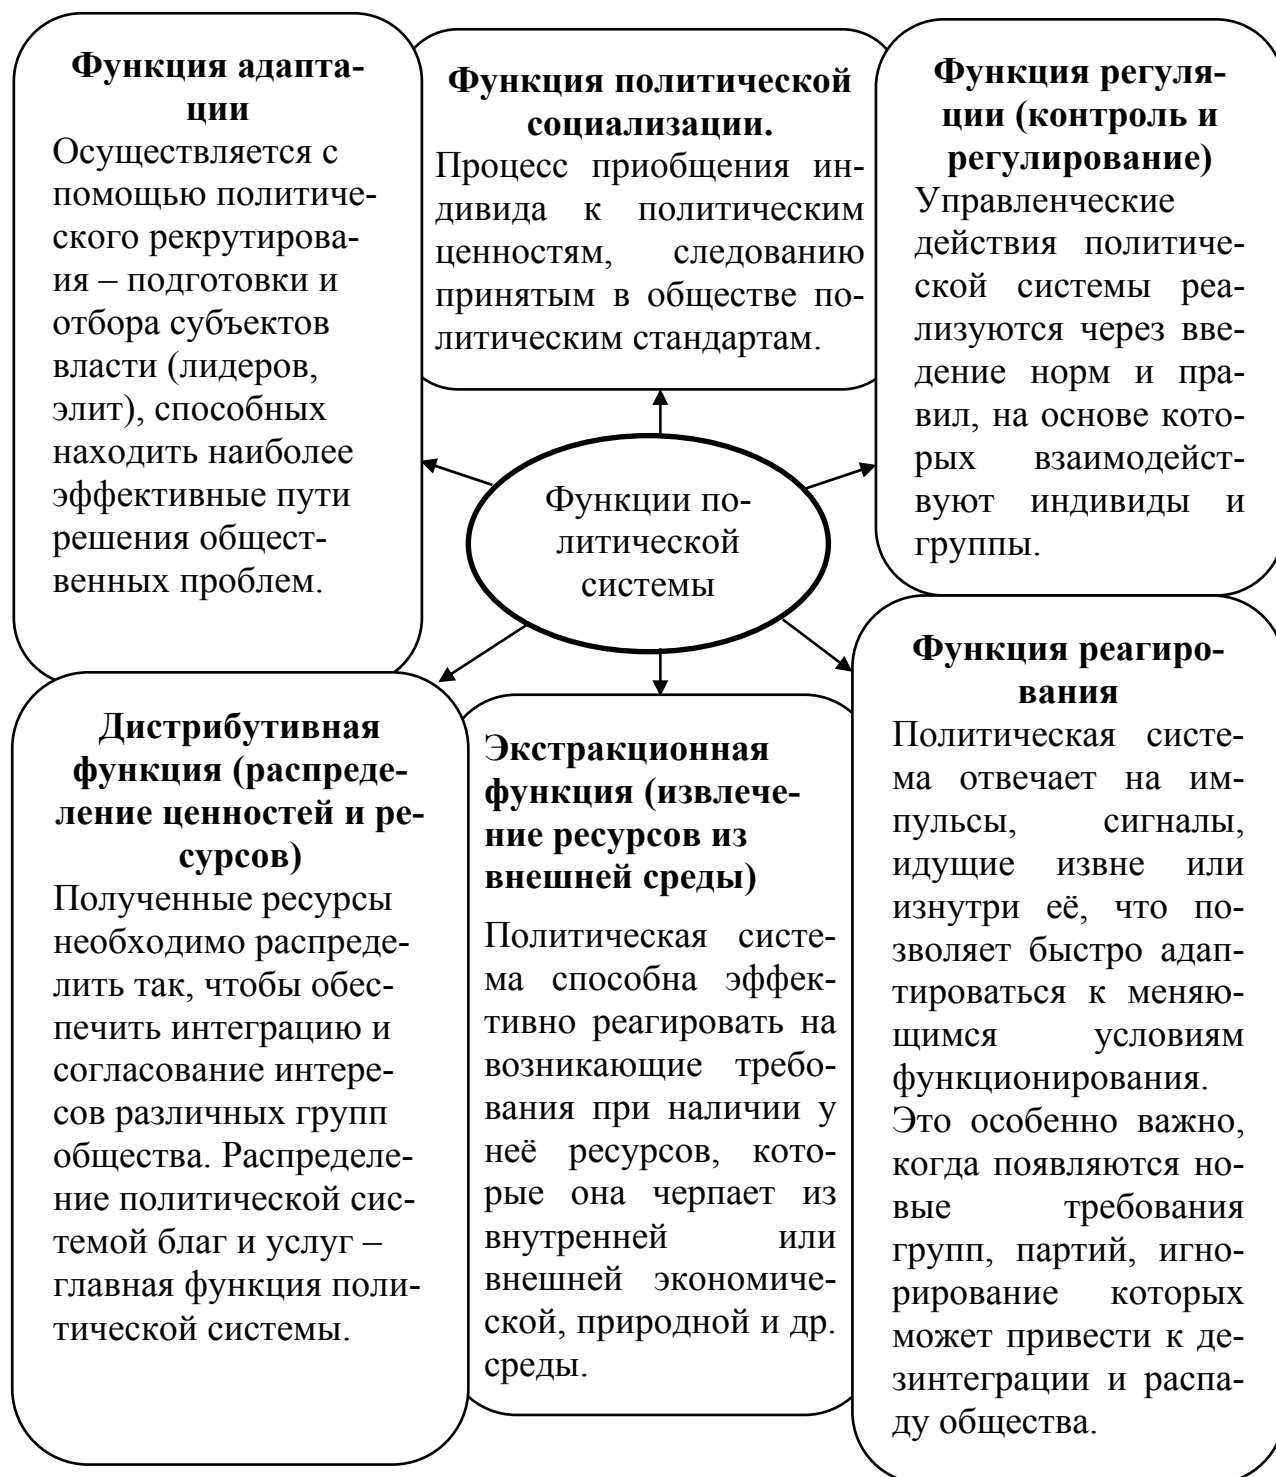 Функция адапта-
ции
Осуществляется с
помощью политиче-
ского рекрутирова-
ия – подготовки и
отбора субъектов
власти (лидеров,
элит), способных
находить наиболее
эффективные пути
решения общест-
венных проблем.
Функция политической
социализации.
Процесс приобщения ин-
дивида к политическим
ценностям, следованию
принятым в обществе по-
литическим стандартам.
Функция регуля-
ции (контроль и
регулирование)
Управленческие
действия политиче-
ской системы реа-
лизуются через вве-
дение норм и пра-
вил, на основе кото-
рых взаимодейст-
вуют индивиды и
группы.
Функции по-
литической
системы
Дистрибутивная
функция (распреде-
ление ценностей и ре-
сурсов)
Полученные ресурсы
необходимо распреде-
лить так, чтобы обес-
печить интеграцию и
согласование интере-
сов различных групп
общества. Распределе-
ние политической сис-
темой благ и услуг –
главная функция поли-
тической системы.
Экстракционная
функция (извлече-
ние ресурсов из
внешней среды)
Политическая систе-
ма способна эффек-
тивно реагировать на
возникающие требо-
вания при наличии у
неё ресурсов, кото-
рые она черпает из
внутренней или
внешней экономиче-
ской, природной и др.
среды.
Функция реагиро-
вания
Политическая систе-
ма отвечает на им-
пульсы, сигналы,
идущие извне или
изнутри её, что по-
зволяет быстро адап-
тироваться к меняю-
щимся условиям
функционирования.
Это особенно важно,
когда появляются но-
вые требования
групп, партий, игно-
рирование которых
может привести к де-
зинтеграции и распа-
ду общества.